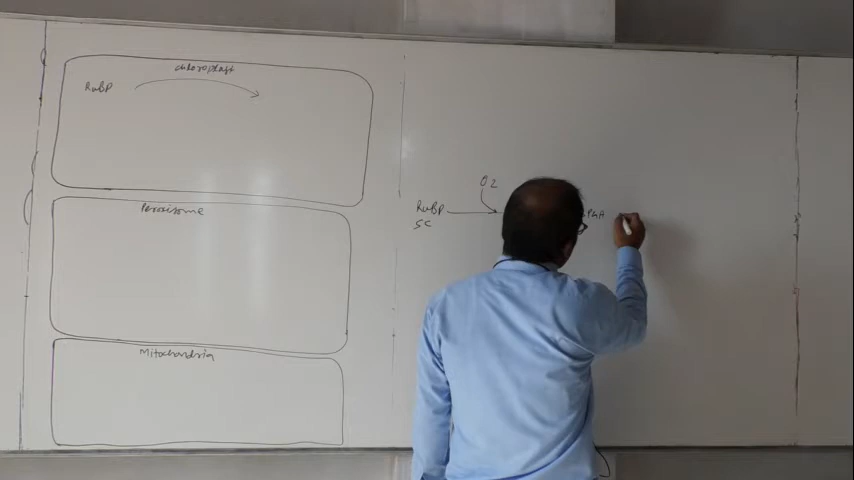 chloroplast
RuBP
Peroxisome
Mitochondria
O2
RuBP
5C
PGA